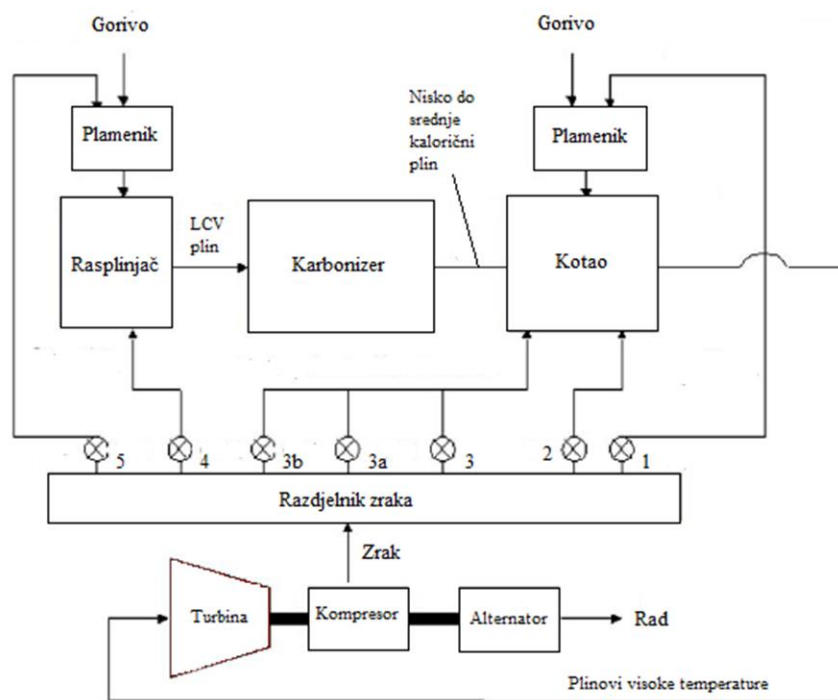 Gorivo
Gorivo
Nisko do
srednje
kalorični
plin
Plamenik
Plamenik
LCV
plin
Rasplinjač
Karbonizer
Kotao
5
4
3b
3a
3
2
1
Razdjelnik zraka
Zrak
Turbina
Kompresor
Alternator
Rad
Plinovi visoke temperature